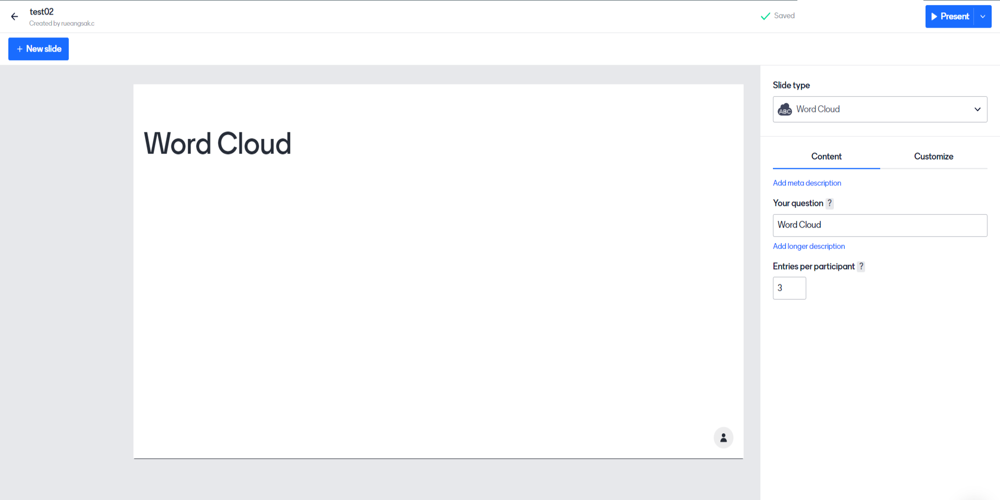 test02
Created by rueangsak.c
Saved
Present
+ New slide
Slide type
ABC Word Cloud
Word Cloud
Content
Customize
Add meta description
Your question ?
Word Cloud
Add longer description
Entries per participant ?
3